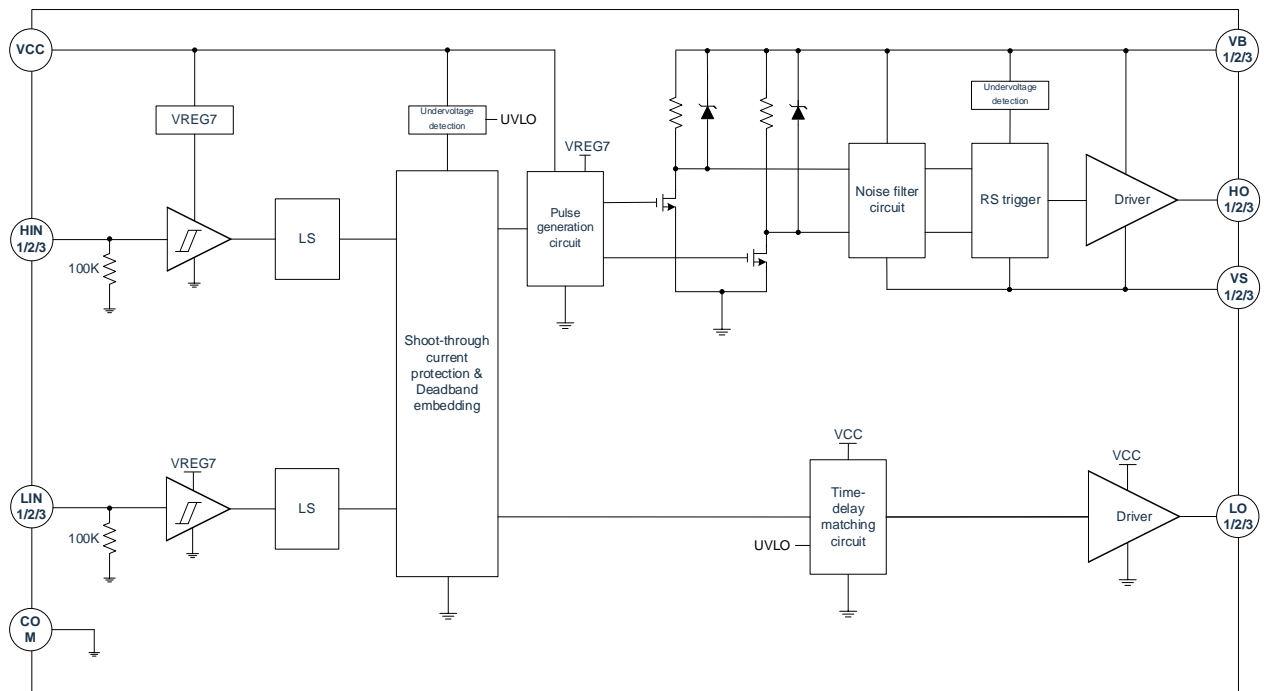 VCC
VB
1/2/3
VREG7
Undervoltage
detection
UVLO
Undervoltage
detection
VREG7
HIN
1/2/3
100K
LS
Pulse
generation
circuit
Noise filter
circuit
RS trigger
Driver
HO
1/2/3
VS
1/2/3
Shoot-through
current
protection &
Deadband
embedding
VREG7
LIN
1/2/3
100K
LS
VCC
Time-
delay
matching
circuit
UVLO
VCC
Driver
LO
1/2/3
CO
M